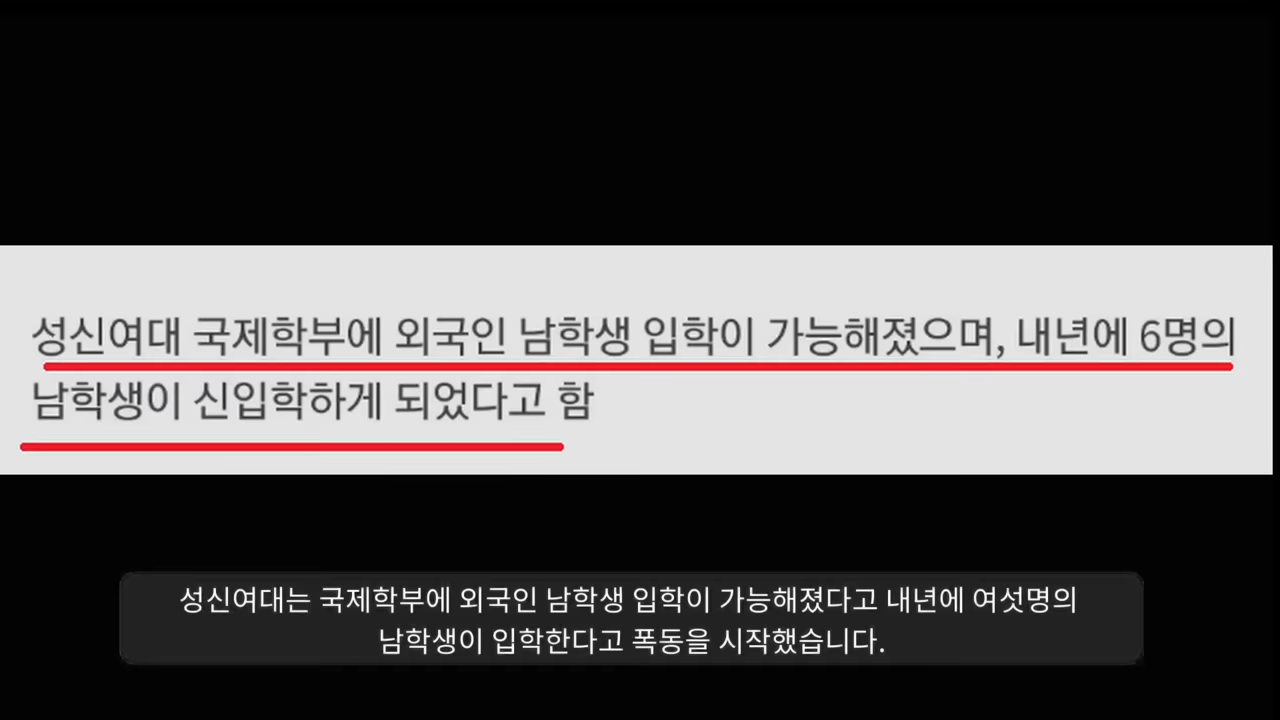 성신여대 국제학부에 외국인 남학생 입학이 가능해졌으며, 내년에 6명의
남학생이 신입학하게 되었다고 함
성신여대는 국제학부에 외국인 남학생 입학이 가능해졌다고 내년에 여섯명의
남학생이 입학한다고 폭동을 시작했습니다.